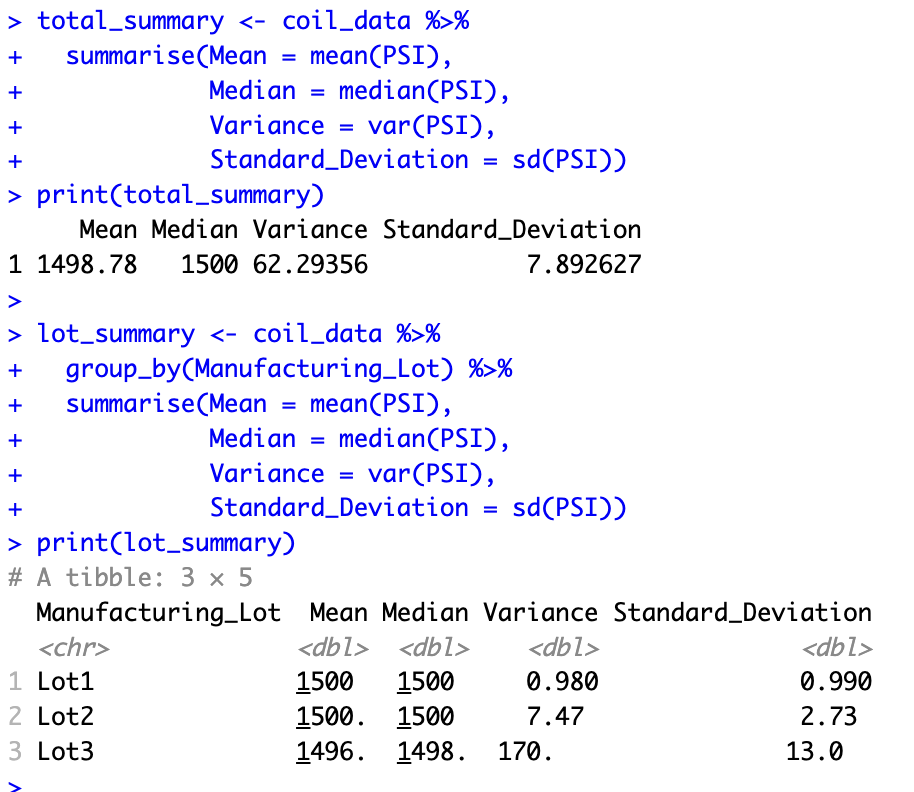 > total_summary <- coil_data %>%
+   summarise(Mean = mean(PSI),
+             Median = median(PSI),
+             Variance = var(PSI),
+             Standard_Deviation = sd(PSI))
> print(total_summary)
     Mean Median Variance Standard_Deviation
1 1498.78   1500 62.29356           7.892627
>
> lot_summary <- coil_data %>%
+   group_by(Manufacturing_Lot) %>%
+   summarise(Mean = mean(PSI),
+             Median = median(PSI),
+             Variance = var(PSI),
+             Standard_Deviation = sd(PSI))
> print(lot_summary)
# A tibble: 3 × 5
  Manufacturing_Lot  Mean Median Variance Standard_Deviation
  <chr>             <dbl>  <dbl>    <dbl>              <dbl>
1 Lot1              1500   1500     0.980              0.990
2 Lot2              1500.  1500     7.47               2.73
3 Lot3              1496.  1498.  170.                13.0
>